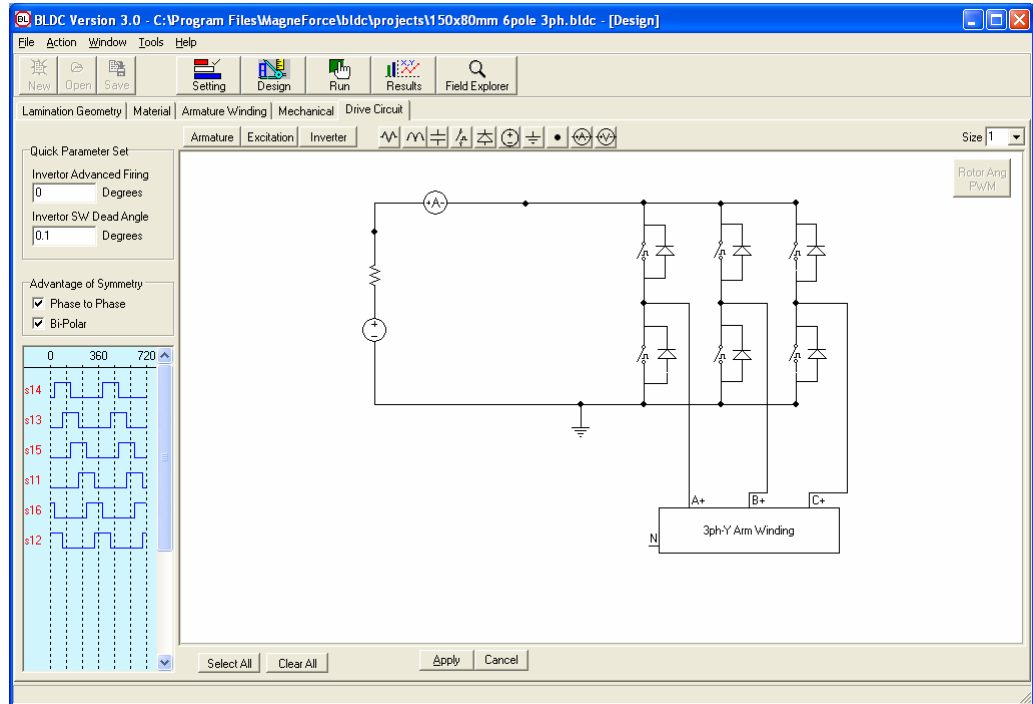 BLDC Version 3.0 - C:\Program Files\MagneForce\bldc\projects\150x80mm 6pole 3ph.bldc - [Design]
File Action Window Tools Help
New Open Save Setting Design Run Results Field Explorer
Lamination Geometry Material Armature Winding Mechanical Drive Circuit
Armature Excitation Inverter A V Size 1
Quick Parameter Set
Invertor Advanced Firing
0 Degrees
Invertor SW Dead Angle
0.1 Degrees
Advantage of Symmetry
Phase to Phase
Bi-Polar
0 360 720
s14
s13
s15
s11
s16
s12
Rotor Ang
PWM
+A-
+
-
A+ B+ C+
3ph-Y Arm Winding
N
Select All Clear All Apply Cancel